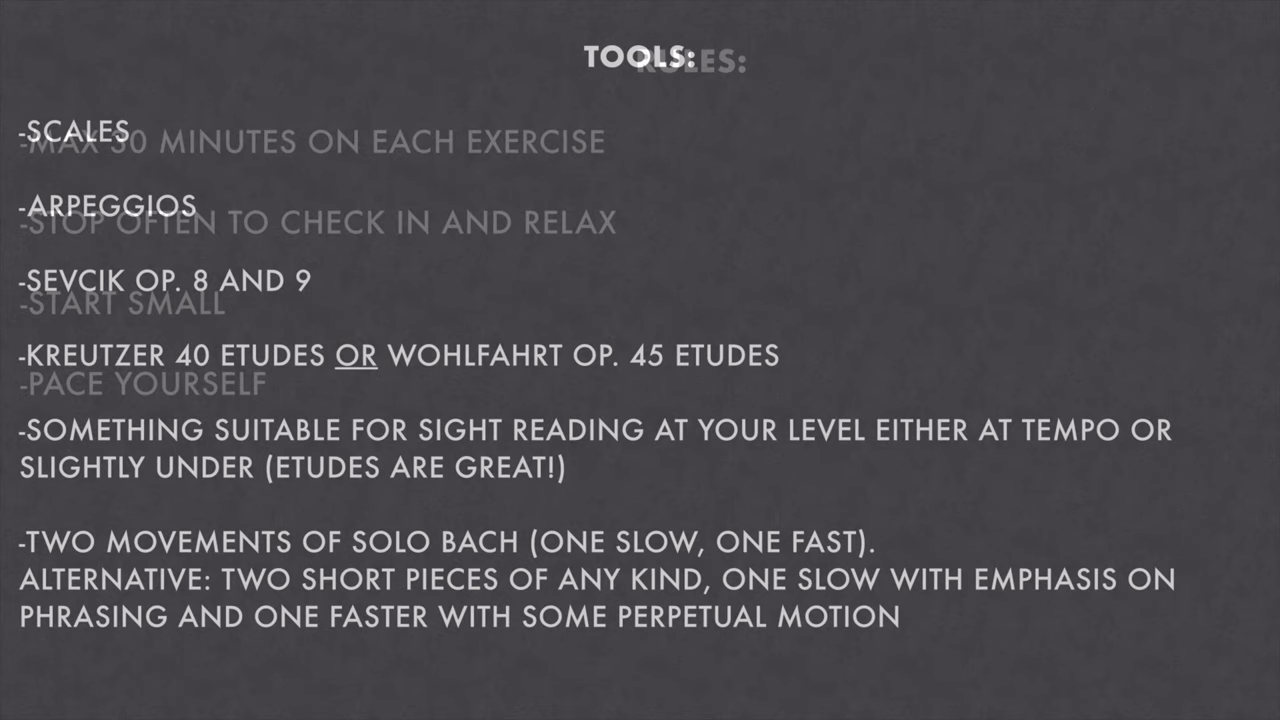 TOOLS:
RULES:
-SCALES
-MAX 30 MINUTES ON EACH EXERCISE
-ARPEGGIOS
-STOP OFTEN TO CHECK IN AND RELAX
-SEVCIK OP. 8 AND 9
-START SMALL
-KREUTZER 40 ETUDES OR WOHLFAHRT OP. 45 ETUDES
-PACE YOURSELF
-SOMETHING SUITABLE FOR SIGHT READING AT YOUR LEVEL EITHER AT TEMPO OR
SLIGHTLY UNDER (ETUDES ARE GREAT!)
-TWO MOVEMENTS OF SOLO BACH (ONE SLOW, ONE FAST).
ALTERNATIVE: TWO SHORT PIECES OF ANY KIND, ONE SLOW WITH EMPHASIS ON
PHRASING AND ONE FASTER WITH SOME PERPETUAL MOTION